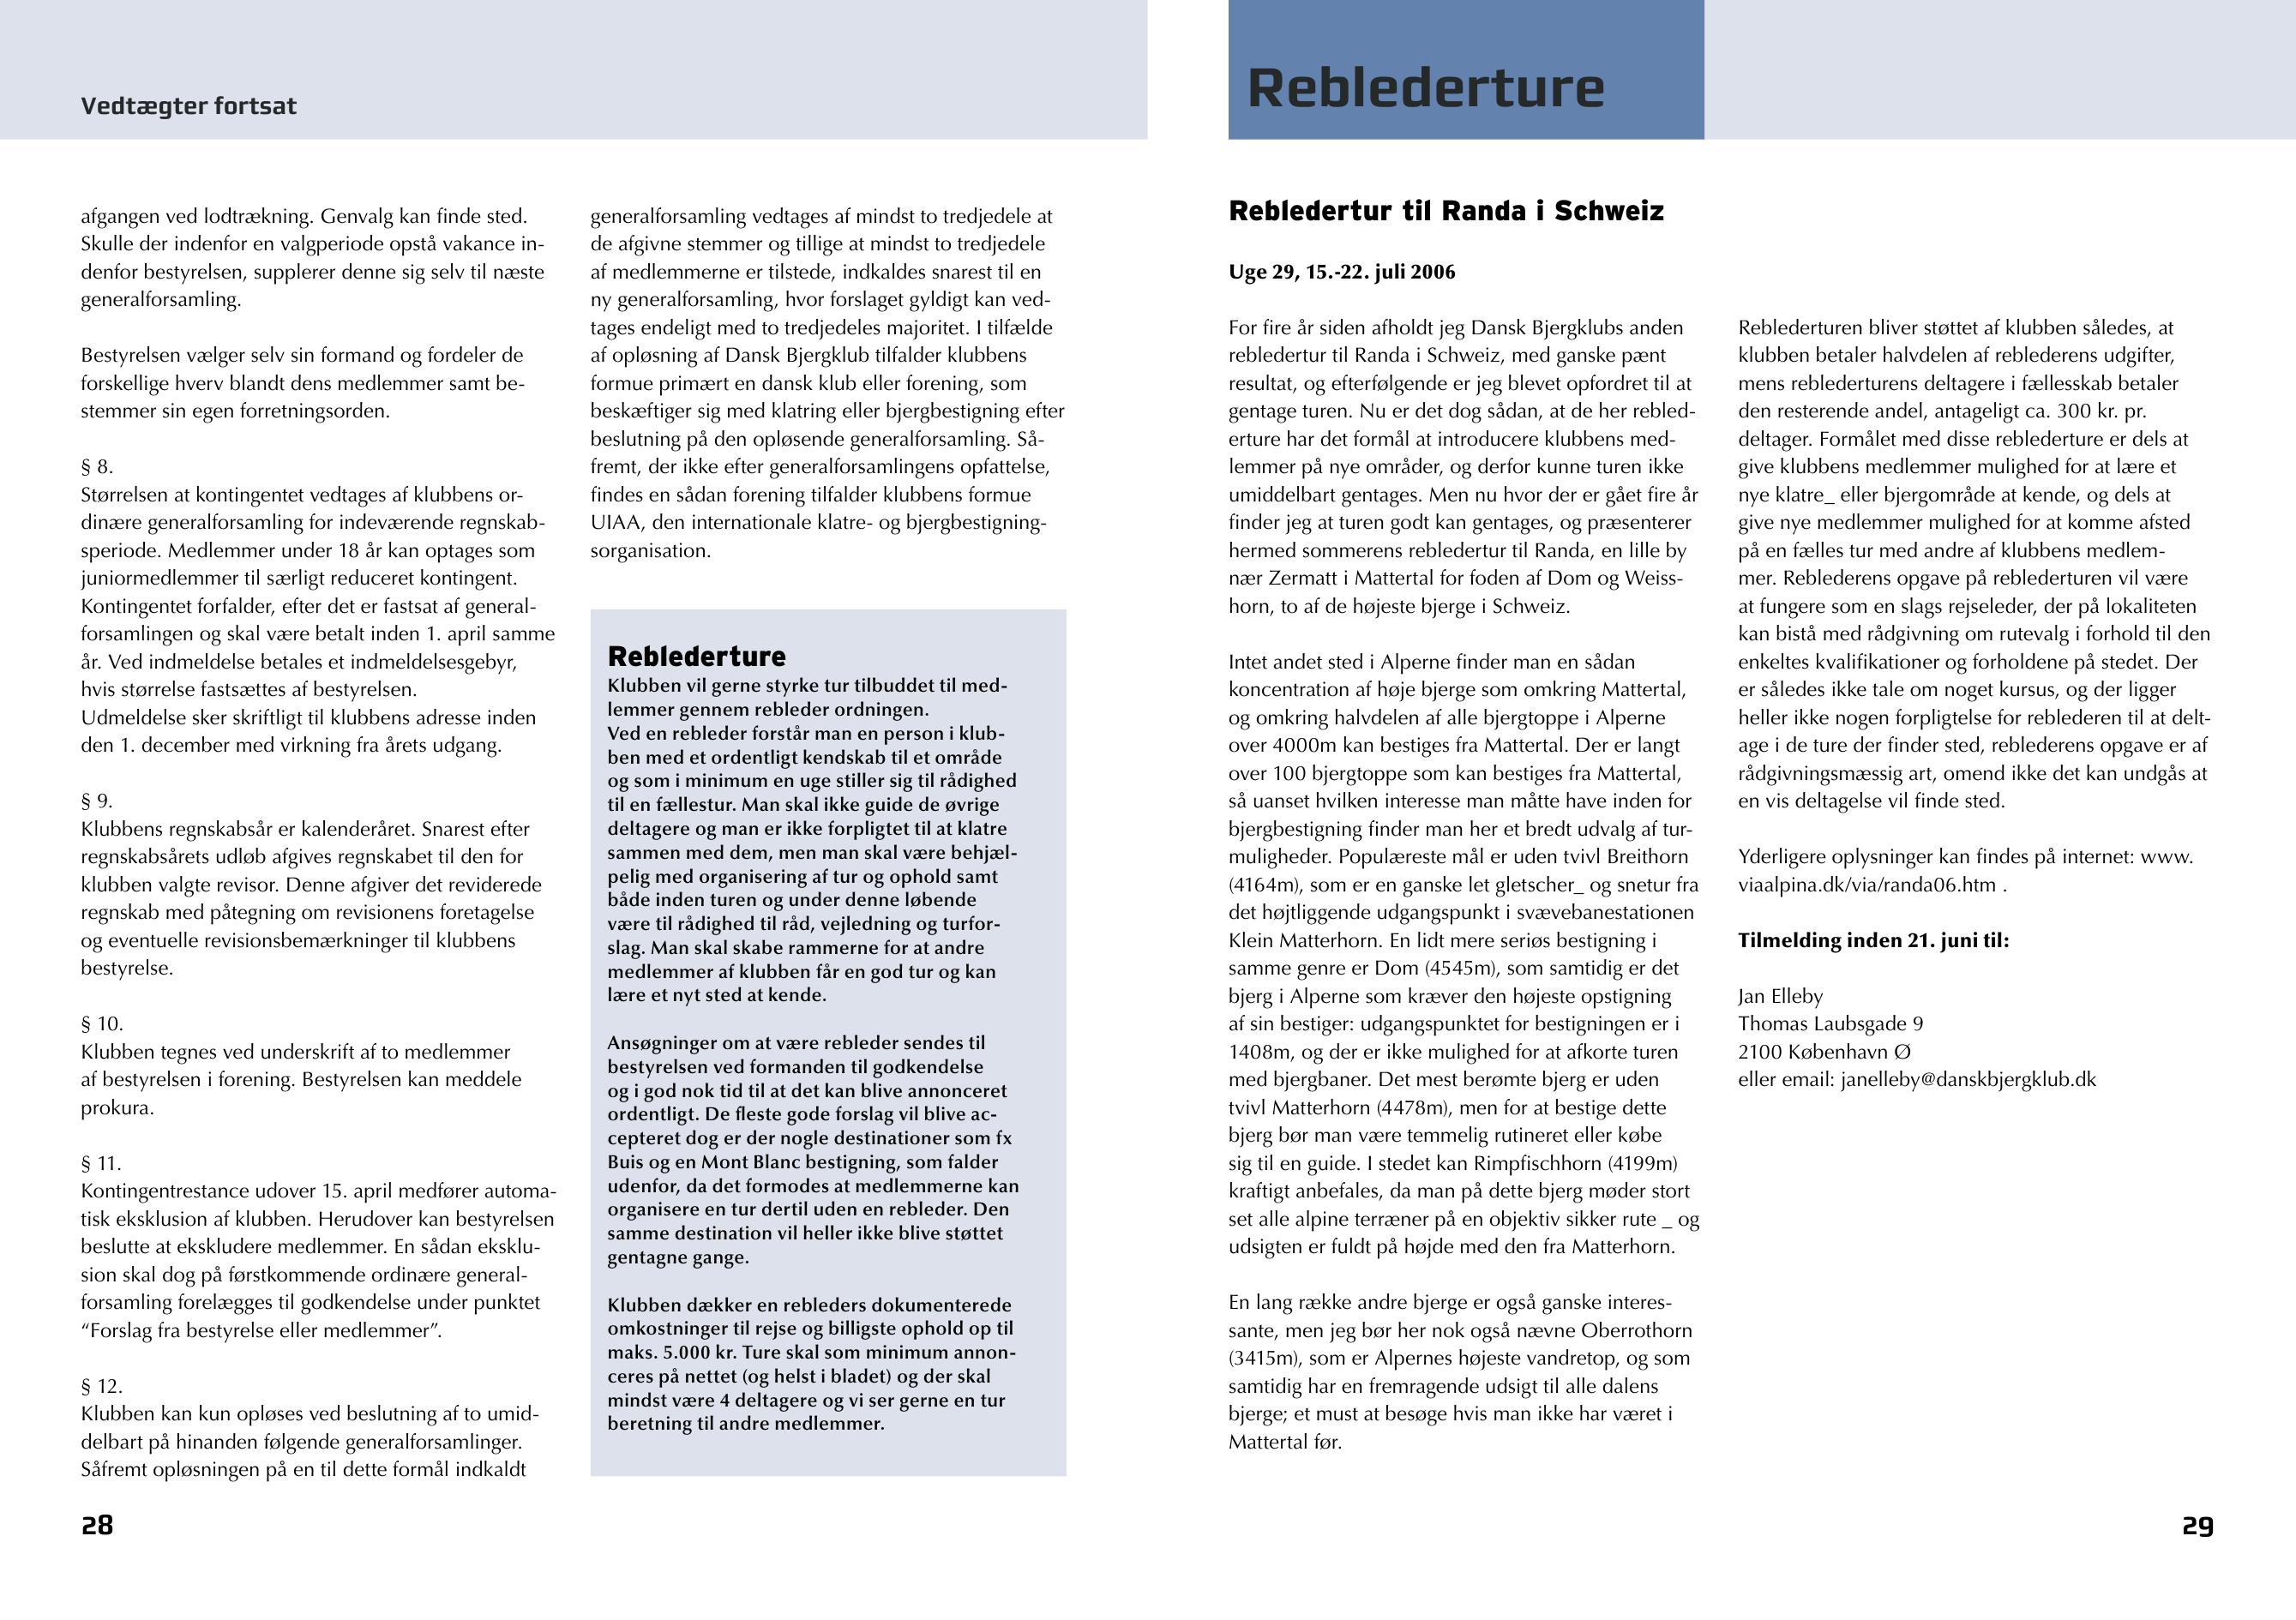 Vedtægter fortsat
afgangen ved lodtrækning. Genvalg kan finde sted.
Skulle der indenfor en valgperiode opstå vakance in-
denfor bestyrelsen, supplerer denne sig selv til næste
generalforsamling.
Bestyrelsen vælger selv sin formand og fordeler de
forskellige hverv blandt dens medlemmer samt be-
stemmer sin egen forretningsorden.
§ 8.
Størrelsen at kontingentet vedtages af klubbens or-
dinære generalforsamling for indeværende regnskab-
speriode. Medlemmer under 18 år kan optages som
juniormedlemmer til særligt reduceret kontingent.
Kontingentet forfalder, efter det er fastsat af general-
forsamlingen og skal være betalt inden 1. april samme
år. Ved indmeldelse betales et indmeldelsesgebyr,
hvis størrelse fastsættes af bestyrelsen.
Udmeldelse sker skriftligt til klubbens adresse inden
den 1. december med virkning fra årets udgang.
§ 9.
Klubbens regnskabsår er kalenderåret. Snarest efter
regnskabsårets udløb afgives regnskabet til den for
klubben valgte revisor. Denne afgiver det reviderede
regnskab med påtegning om revisionens foretagelse
og eventuelle revisionsbemærkninger til klubbens
bestyrelse.
§ 10.
Klubben tegnes ved underskrift af to medlemmer
af bestyrelsen i forening. Bestyrelsen kan meddele
prokura.
§ 11.
Kontingentrestance udover 15. april medfører automa-
tisk eksklusion af klubben. Herudover kan bestyrelsen
beslutte at ekskludere medlemmer. En sådan eksklu-
sion skal dog på førstkommende ordinære general-
forsamling forelægges til godkendelse under punktet
“Forslag fra bestyrelse eller medlemmer”.
§ 12.
Klubben kan kun opløses ved beslutning af to umid-
delbart på hinanden følgende generalforsamlinger.
Såfremt opløsningen på en til dette formål indkaldt
generalforsamling vedtages af mindst to tredjedele at
de afgivne stemmer og tillige at mindst to tredjedele
af medlemmerne er tilstede, indkaldes snarest til en
ny generalforsamling, hvor forslaget gyldigt kan ved-
tages endeligt med to tredjedeles majoritet. I tilfælde
af opløsning af Dansk Bjergklub tilfalder klubbens
formue primært en dansk klub eller forening, som
beskæftiger sig med klatring eller bjergbestigning efter
beslutning på den opløsende generalforsamling. Så-
fremt, der ikke efter generalforsamlingens opfattelse,
findes en sådan forening tilfalder klubbens formue
UIAA, den internationale klatre- og bjergbestigning-
sorganisation.
Reblederture
Klubben vil gerne styrke tur tilbuddet til med-
lemmer gennem rebleder ordningen.
Ved en rebleder forstår man en person i klub-
ben med et ordentligt kendskab til et område
og som i minimum en uge stiller sig til rådighed
til en fællestur. Man skal ikke guide de øvrige
deltagere og man er ikke forpligtet til at klatre
sammen med dem, men man skal være behjæl-
pelig med organisering af tur og ophold samt
både inden turen og under denne løbende
være til rådighed til råd, vejledning og turfor-
slag. Man skal skabe rammerne for at andre
medlemmer af klubben får en god tur og kan
lære et nyt sted at kende.
Ansøgninger om at være rebleder sendes til
bestyrelsen ved formanden til godkendelse
og i god nok tid til at det kan blive annonceret
ordentligt. De fleste gode forslag vil blive ac-
cepteret dog er der nogle destinationer som fx
Buis og en Mont Blanc bestigning, som falder
udenfor, da det formodes at medlemmerne kan
organisere en tur dertil uden en rebleder. Den
samme destination vil heller ikke blive støttet
gentagne gange.
Klubben dækker en rebleders dokumenterede
omkostninger til rejse og billigste ophold op til
maks. 5.000 kr. Ture skal som minimum annon-
ceres på nettet (og helst i bladet) og der skal
mindst være 4 deltagere og vi ser gerne en tur
beretning til andre medlemmer.
28
Reblederture
Rebledertur til Randa i Schweiz
Uge 29, 15.-22. juli 2006
For fire år siden afholdt jeg Dansk Bjergklubs anden
rebledertur til Randa i Schweiz, med ganske pænt
resultat, og efterfølgende er jeg blevet opfordret til at
gentage turen. Nu er det dog sådan, at de her rebled-
erture har det formål at introducere klubbens med-
lemmer på nye områder, og derfor kunne turen ikke
umiddelbart gentages. Men nu hvor der er gået fire år
finder jeg at turen godt kan gentages, og præsenterer
hermed sommerens rebledertur til Randa, en lille by
nær Zermatt i Mattertal for foden af Dom og Weiss-
horn, to af de højeste bjerge i Schweiz.
Intet andet sted i Alperne finder man en sådan
koncentration af høje bjerge som omkring Mattertal,
og omkring halvdelen af alle bjergtoppe i Alperne
over 4000m kan bestiges fra Mattertal. Der er langt
over 100 bjergtoppe som kan bestiges fra Mattertal,
så uanset hvilken interesse man måtte have inden for
bjergbestigning finder man her et bredt udvalg af tur-
muligheder. Populæreste mål er uden tvivl Breithorn
(4164m), som er en ganske let gletscher_ og snetur fra
det højtliggende udgangspunkt i svævebanestationen
Klein Matterhorn. En lidt mere seriøs bestigning i
samme genre er Dom (4545m), som samtidig er det
bjerg i Alperne som kræver den højeste opstigning
af sin bestiger: udgangspunktet for bestigningen er i
1408m, og der er ikke mulighed for at afkorte turen
med bjergbaner. Det mest berømte bjerg er uden
tvivl Matterhorn (4478m), men for at bestige dette
bjerg bør man være temmelig rutineret eller købe
sig til en guide. I stedet kan Rimpfischhorn (4199m)
kraftigt anbefales, da man på dette bjerg møder stort
set alle alpine terræner på en objektiv sikker rute _ og
udsigten er fuldt på højde med den fra Matterhorn.
En lang række andre bjerge er også ganske interes-
sante, men jeg bør her nok også nævne Oberrothorn
(3415m), som er Alpernes højeste vandretop, og som
samtidig har en fremragende udsigt til alle dalens
bjerge; et must at besøge hvis man ikke har været i
Mattertal før.
Reblederturen bliver støttet af klubben således, at
klubben betaler halvdelen af reblederens udgifter,
mens reblederturens deltagere i fællesskab betaler
den resterende andel, antageligt ca. 300 kr. pr.
deltager. Formålet med disse reblederture er dels at
give klubbens medlemmer mulighed for at lære et
nye klatre_ eller bjergområde at kende, og dels at
give nye medlemmer mulighed for at komme afsted
på en fælles tur med andre af klubbens medlem-
mer. Reblederens opgave på reblederturen vil være
at fungere som en slags rejseleder, der på lokaliteten
kan bistå med rådgivning om rutevalg i forhold til den
enkeltes kvalifikationer og forholdene på stedet. Der
er således ikke tale om noget kursus, og der ligger
heller ikke nogen forpligtelse for reblederen til at delt-
age i de ture der finder sted, reblederens opgave er af
rådgivningsmæssig art, omend ikke det kan undgås at
en vis deltagelse vil finde sted.
Yderligere oplysninger kan findes på internet: www.
viaalpina.dk/via/randa06.htm .
Tilmelding inden 21. juni til:
Jan Elleby
Thomas Laubsgade 9
2100 København Ø
eller email: janelleby@danskbjergklub.dk
29